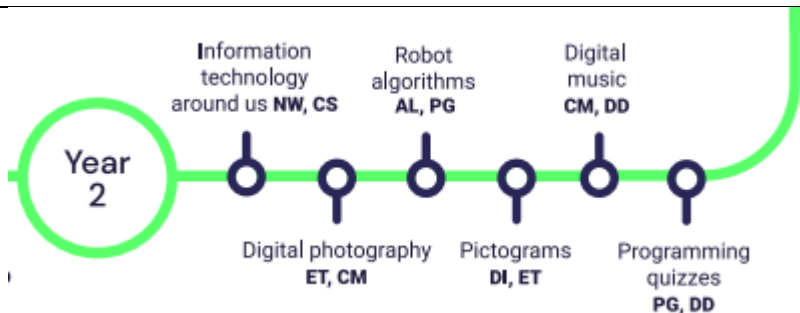 Year
2
Information
technology
around us NW, CS
Digital photography
ET, CM
Robot
algorithms
AL, PG
Pictograms
DI, ET
Digital
music
CM, DD
Programming
quizzes
PG, DD